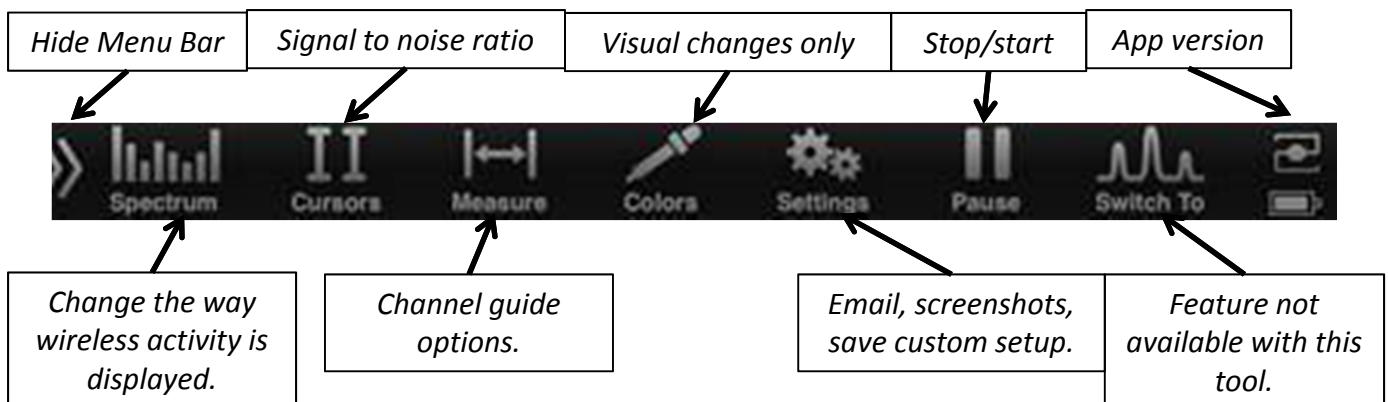 Hide Menu Bar
Signal to noise ratio
Visual changes only
Stop/start
App version
Spectrum
Cursors
Measure
Colors
Settings
Pause
Switch To
Change the way
wireless activity is
displayed.
Channel guide
options.
Email, screenshots,
save custom setup.
Feature not
available with this
tool.